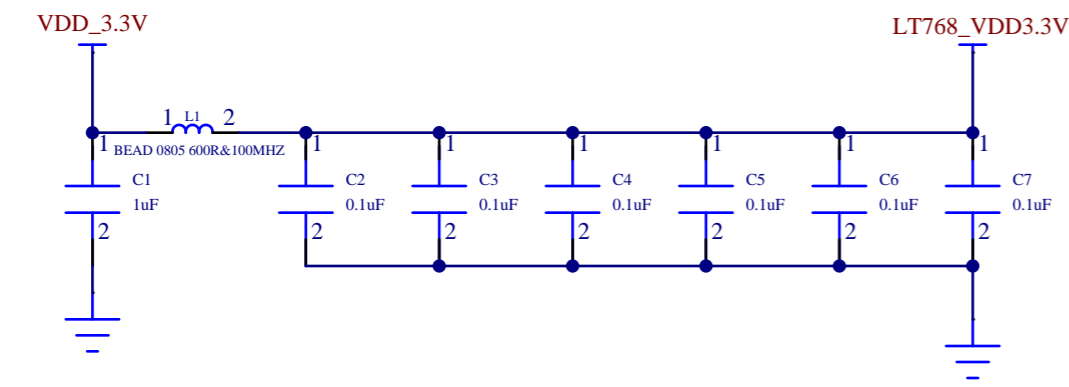 VDD_3.3V
LT768_VDD3.3V
1 L1 2
BEAD 0805 600R&100MHZ
1
C1
1uF
2
1
C2
0.1uF
2
1
C3
0.1uF
2
1
C4
0.1uF
2
1
C5
0.1uF
2
1
C6
0.1uF
2
1
C7
0.1uF
2